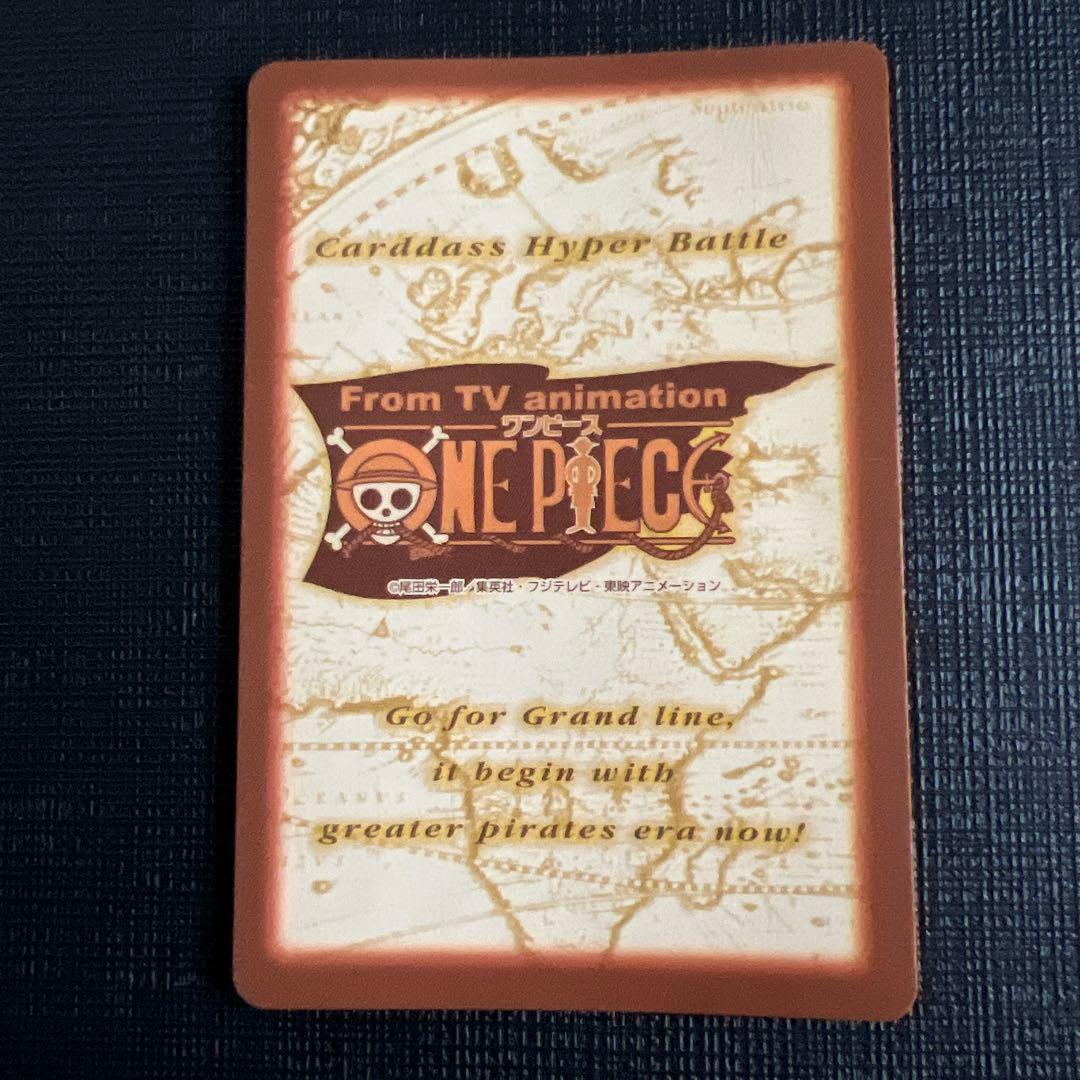 Septentrio
Carddass Hyper Battle
From TV animation
ワンピース
ONE PIECE
©尾田栄一郎／集英社・フジテレビ・東映アニメーション
Go for Grand line,
it begin with
greater pirates era now!